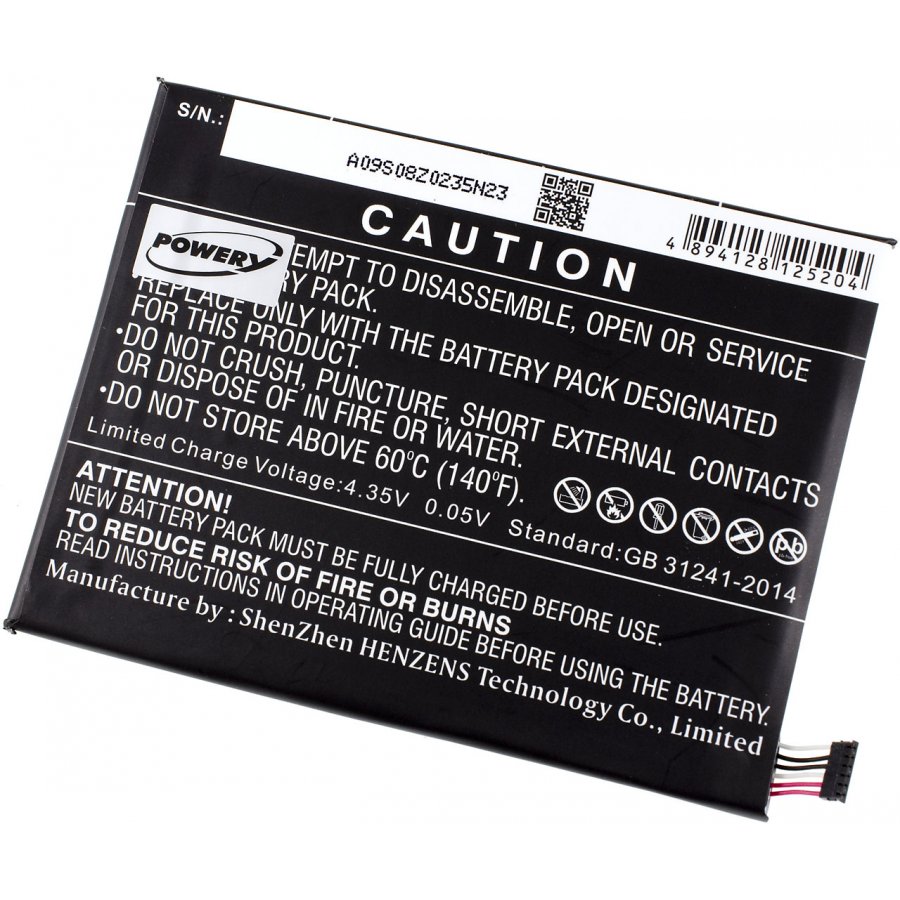 S/N.:
A09S08Z0235N23
4 894128 125204
CAUTION
POWERY
EMPT TO DISASSEMBLE, OPEN OR SERVICE
ERY PACK.
•REPLACE ONLY WITH THE BATTERY PACK DESIGNATED
FOR THIS PRODUCT.
•DO NOT CRUSH, PUNCTURE, SHORT EXTERNAL CONTACTS
OR DISPOSE OF IN FIRE OR WATER.
•DO NOT STORE ABOVE 60°C (140°F).
Limited Charge Voltage:4.35V 0.05V
Standard:GB 31241-2014
Pb
ATTENTION!
NEW BATTERY PACK MUST BE FULLY CHARGED BEFORE USE.
TO REDUCE RISK OF FIRE OR BURNS
READ INSTRUCTIONS IN OPERATING GUIDE BEFORE USING THE BATTERY.
Manufacture by : ShenZhen HENZENS Technology Co., Limited